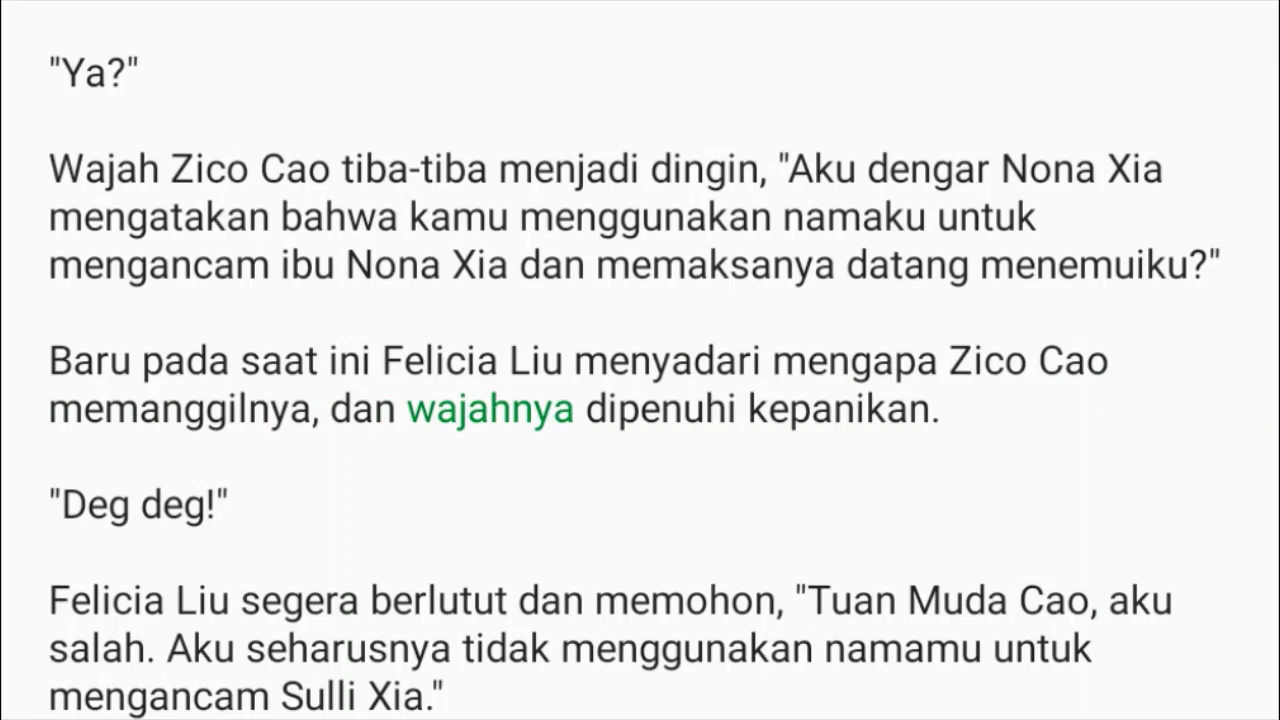 "Ya?"
Wajah Zico Cao tiba-tiba menjadi dingin, "Aku dengar Nona Xia
mengatakan bahwa kamu menggunakan namaku untuk
mengancam ibu Nona Xia dan memaksanya datang menemuiku?"
Baru pada saat ini Felicia Liu menyadari mengapa Zico Cao
memanggilnya, dan wajahnya dipenuhi kepanikan.
"Deg deg!"
Felicia Liu segera berlutut dan memohon, "Tuan Muda Cao, aku
salah. Aku seharusnya tidak menggunakan namamu untuk
mengancam Sulli Xia."